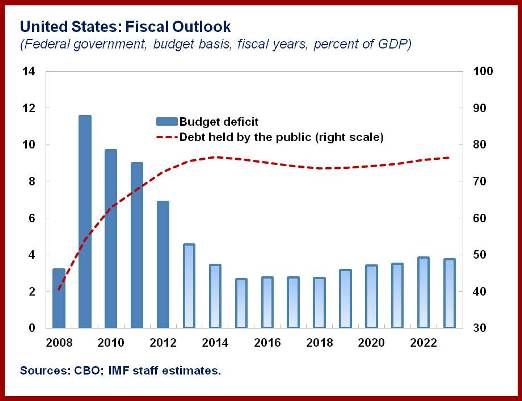 United States: Fiscal Outlook
(Federal government, budget basis, fiscal years, percent of GDP)
14 100
12 90
10 80
8 70
6 60
4 50
2 40
0 30
Budget deficit
Debt held by the public (right scale)
2008 2010 2012 2014 2016 2018 2020 2022
Sources: CBO; IMF staff estimates.